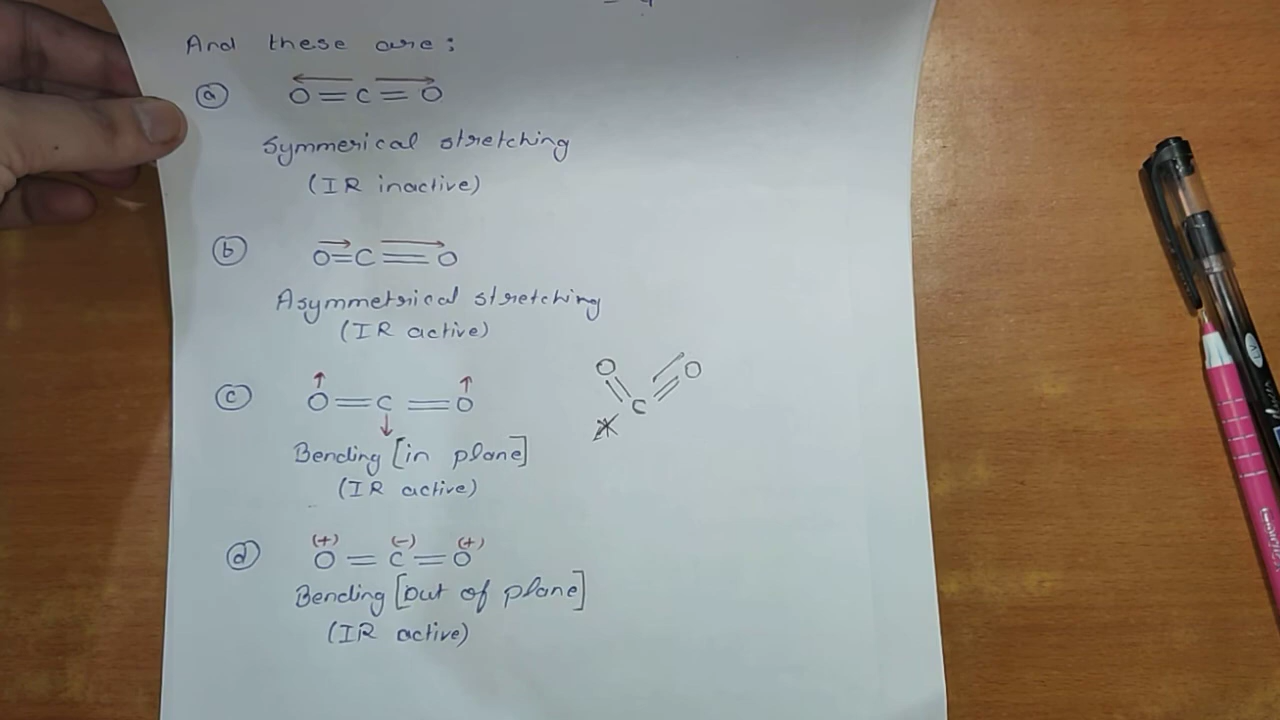 And these are :
(a) O = C = O
Symmerical stretching
(IR inactive)
(b) O = C = O
Asymmetrical stretching
(IR active)
(c) O = C = O
Bending [in plane]
(IR active)
O C O
(+) (-) (+)
(d) O = C = O
Bending [out of plane]
(IR active)